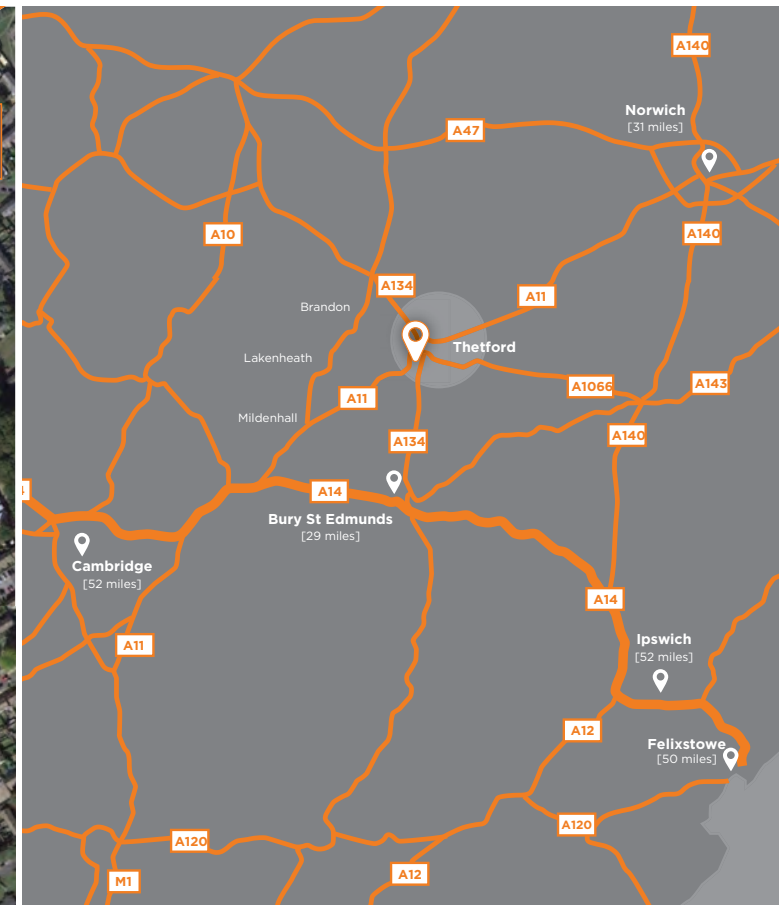 A140
Norwich
[31 miles]
A47
A10
A140
A134
A11
Brandon
Thetford
Lakenheath
A1066
A143
A11
Mildenhall
A134
A140
A14
Bury St Edmunds
[29 miles]
Cambridge
[52 miles]
A14
A11
Ipswich
[52 miles]
A12
Felixstowe
[50 miles]
A120
A120
A12
M1